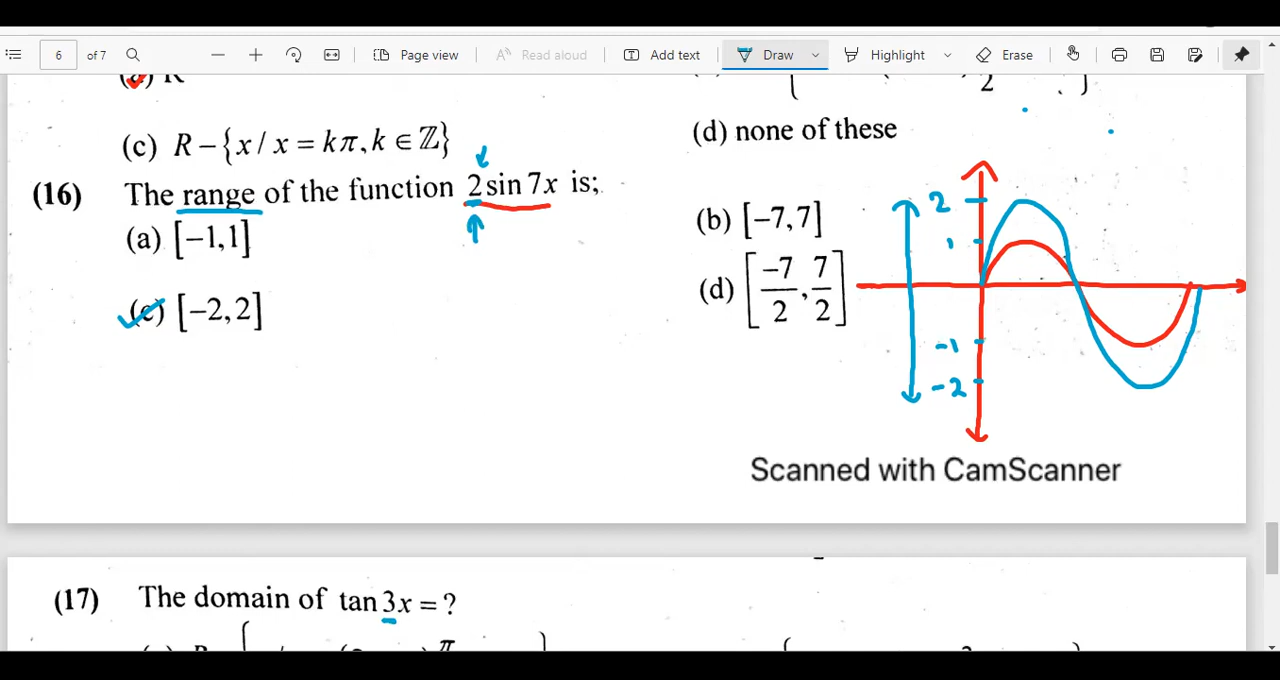 6 of 7 Page view Read aloud Add text Draw Highlight Erase
(c) R – {x / x = kπ, k ∈ ℤ}
(d) none of these
(16) The range of the function 2 sin 7x is;
(a) [−1,1]
(b) [−7,7]
(c) [−2,2]
(d) [−7/2, 7/2]
2
1
-1
-2
Scanned with CamScanner
(17) The domain of tan 3x = ?